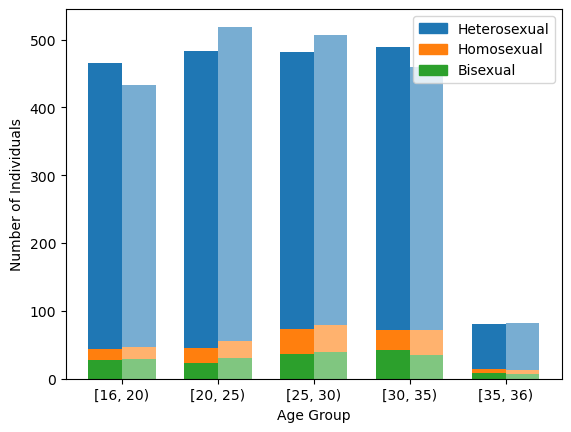 Heterosexual
Homosexual
Bisexual
Number of Individuals
500
400
300
200
100
0
[16, 20)
[20, 25)
[25, 30)
[30, 35)
[35, 36)
Age Group